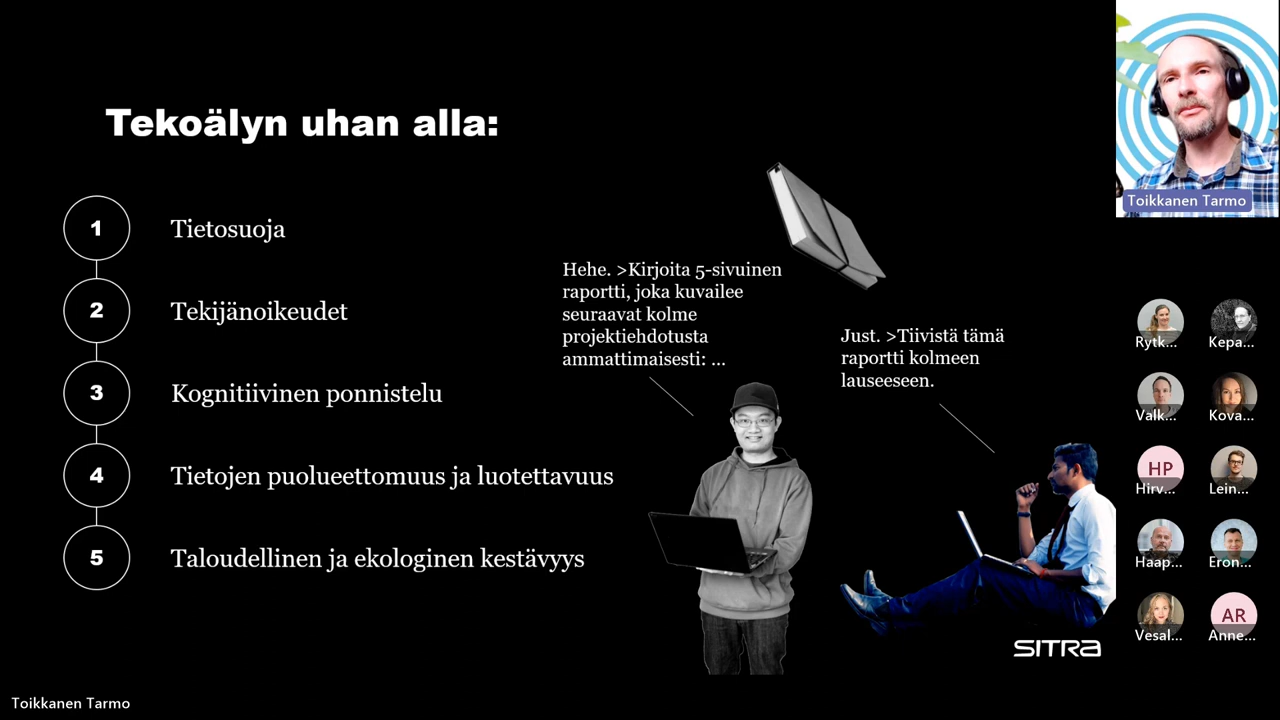 Tekoälyn uhan alla:
1
Tietosuoja
2
Tekijänoikeudet
3
Kognitiivinen ponnistelu
4
Tietojen puolueettomuus ja luotettavuus
5
Taloudellinen ja ekologinen kestävyys
Hehe. >Kirjoita 5-sivuinen
raportti, joka kuvailee
seuraavat kolme
projektiehdotusta
ammattimaisesti: ...
Just. >Tiivistä tämä
raportti kolmeen
lauseeseen.
SITRA
Toikkanen Tarmo
Rytk...
Kepa...
Valk...
Kova...
HP
Hirv...
Lein...
Haap...
Eron...
Vesal...
AR
Anne...
Toikkanen Tarmo